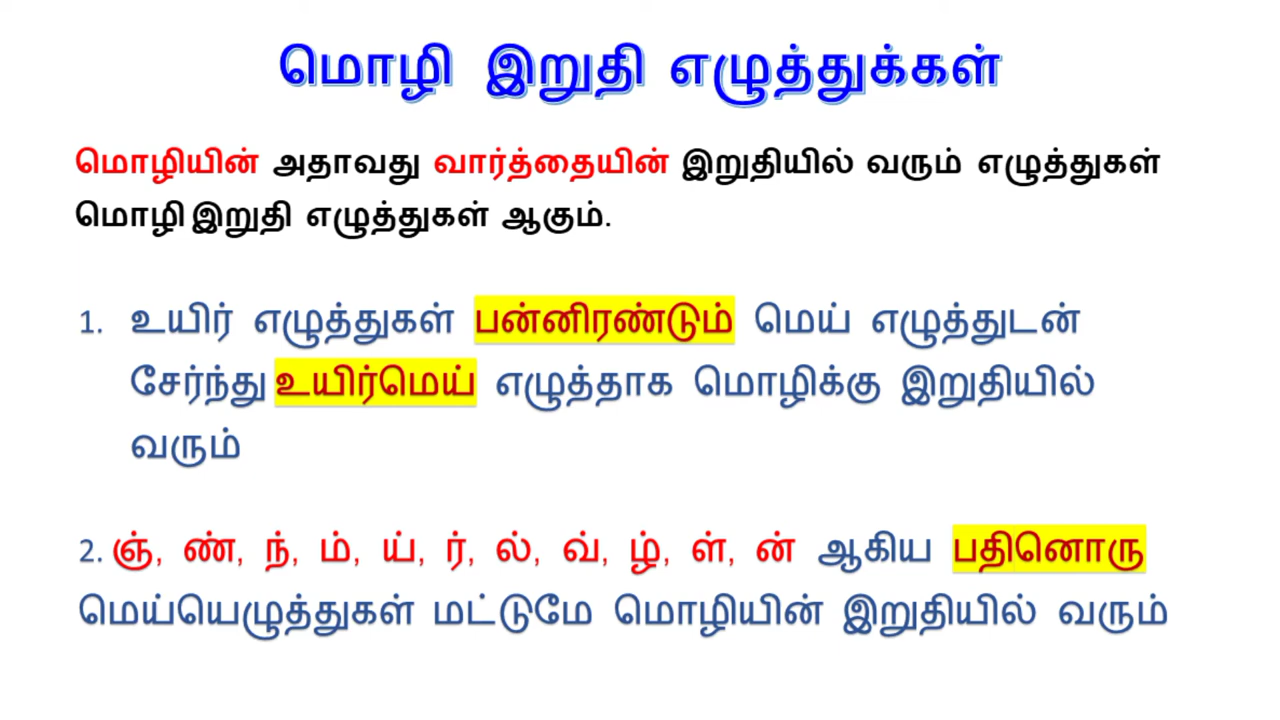 மொழி இறுதி எழுத்துக்கள்
மொழியின் அதாவது வார்த்தையின் இறுதியில் வரும் எழுத்துகள்
மொழி இறுதி எழுத்துகள் ஆகும்.
1. உயிர் எழுத்துகள் பன்னிரண்டும் மெய் எழுத்துடன்
சேர்ந்து உயிர்மெய் எழுத்தாக மொழிக்கு இறுதியில்
வரும்
2. ஞ், ண், ந், ம், ய், ர், ல், வ், ழ், ள், ன் ஆகிய பதினொரு
மெய்யெழுத்துகள் மட்டுமே மொழியின் இறுதியில் வரும்